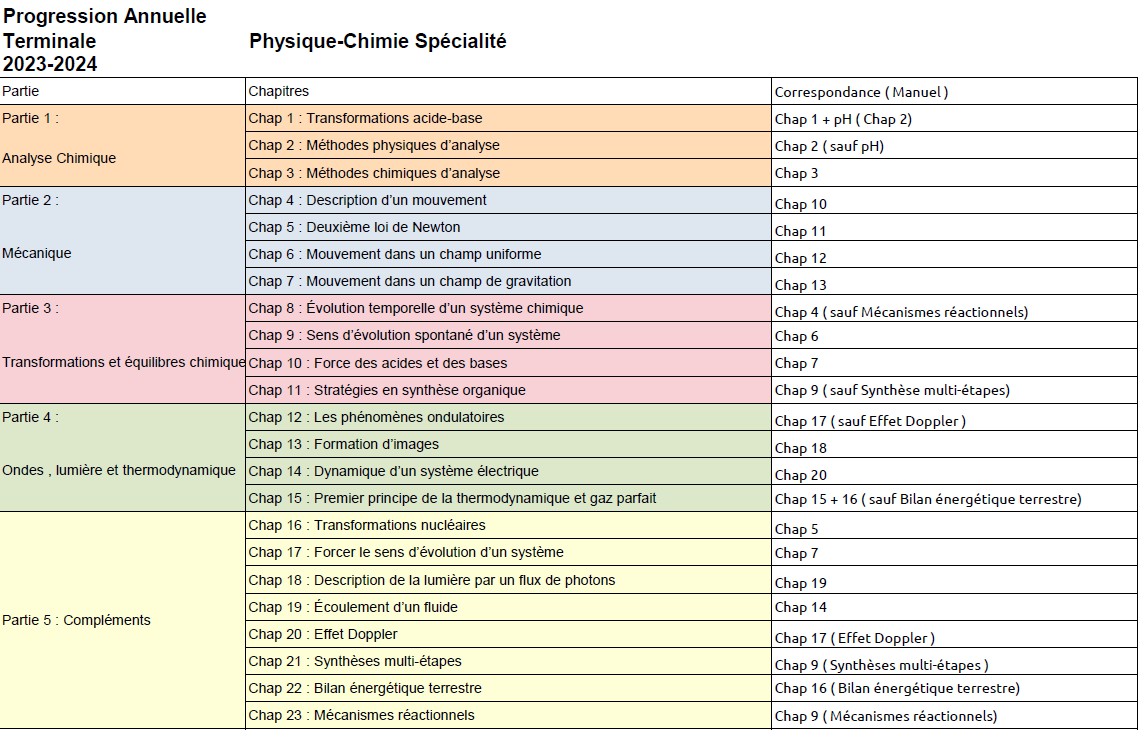 Progression Annuelle
Terminale Physique-Chimie Spécialité
2023-2024
Partie Chapitres Correspondance ( Manuel )
Partie 1 : Chap 1 : Transformations acide-base Chap 1 + pH ( Chap 2)
Chap 2 : Méthodes physiques d’analyse Chap 2 ( sauf pH)
Analyse Chimique
Chap 3 : Méthodes chimiques d’analyse Chap 3
Partie 2 : Chap 4 : Description d’un mouvement Chap 10
Chap 5 : Deuxième loi de Newton Chap 11
Mécanique Chap 6 : Mouvement dans un champ uniforme Chap 12
Chap 7 : Mouvement dans un champ de gravitation Chap 13
Partie 3 : Chap 8 : Évolution temporelle d’un système chimique Chap 4 ( sauf Mécanismes réactionnels)
Chap 9 : Sens d’évolution spontané d’un système Chap 6
Transformations et équilibres chimique Chap 10 : Force des acides et des bases Chap 7
Chap 11 : Stratégies en synthèse organique Chap 9 ( sauf Synthèse multi-étapes)
Partie 4 : Chap 12 : Les phénomènes ondulatoires Chap 17 ( sauf Effet Doppler )
Chap 13 : Formation d’images Chap 18
Ondes , lumière et thermodynamique Chap 14 : Dynamique d’un système électrique Chap 20
Chap 15 : Premier principe de la thermodynamique et gaz parfait Chap 15 + 16 ( sauf Bilan énergétique terrestre)
Chap 16 : Transformations nucléaires Chap 5
Chap 17 : Forcer le sens d’évolution d’un système Chap 7
Chap 18 : Description de la lumière par un flux de photons Chap 19
Chap 19 : Écoulement d’un fluide Chap 14
Partie 5 : Compléments Chap 20 : Effet Doppler Chap 17 ( Effet Doppler )
Chap 21 : Synthèses multi-étapes Chap 9 ( Synthèses multi-étapes )
Chap 22 : Bilan énergétique terrestre Chap 16 ( Bilan énergétique terrestre)
Chap 23 : Mécanismes réactionnels Chap 9 ( Mécanismes réactionnels)